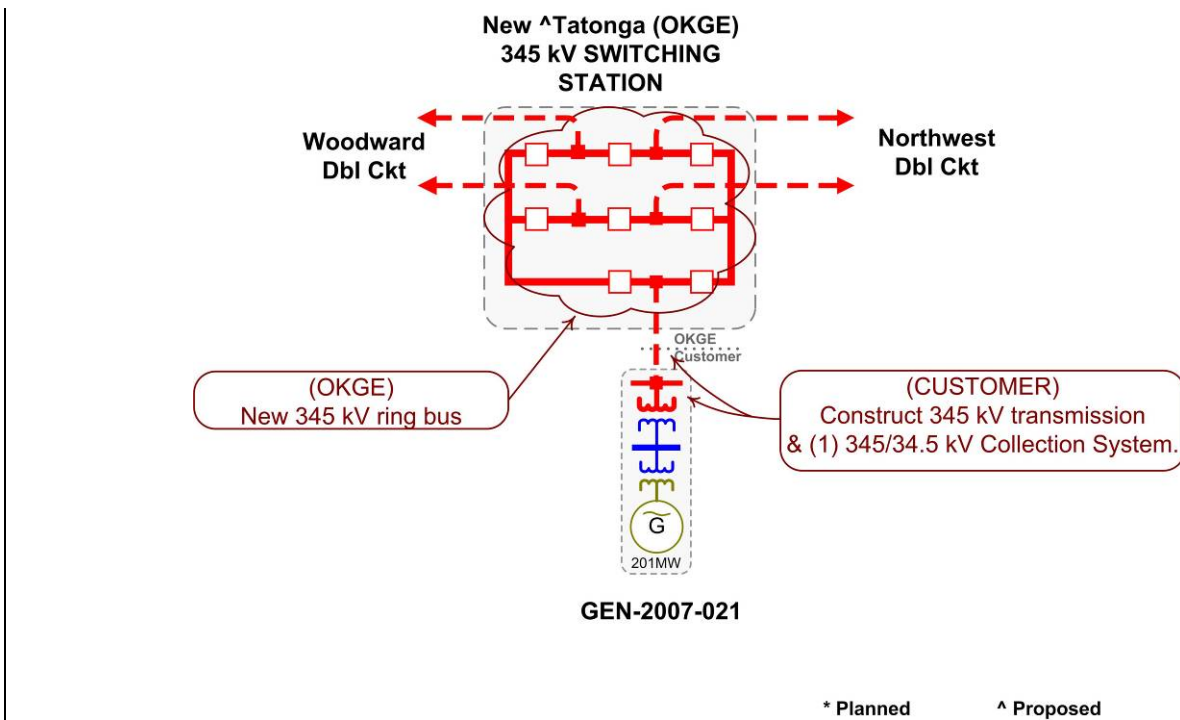 New ^Tatonga (OKGE)
345 kV SWITCHING
STATION
Woodward
Dbl Ckt
Northwest
Dbl Ckt
OKGE
Customer
(OKGE)
New 345 kV ring bus
(CUSTOMER)
Construct 345 kV transmission
& (1) 345/34.5 kV Collection System.
G
201MW
GEN-2007-021
* Planned
^ Proposed